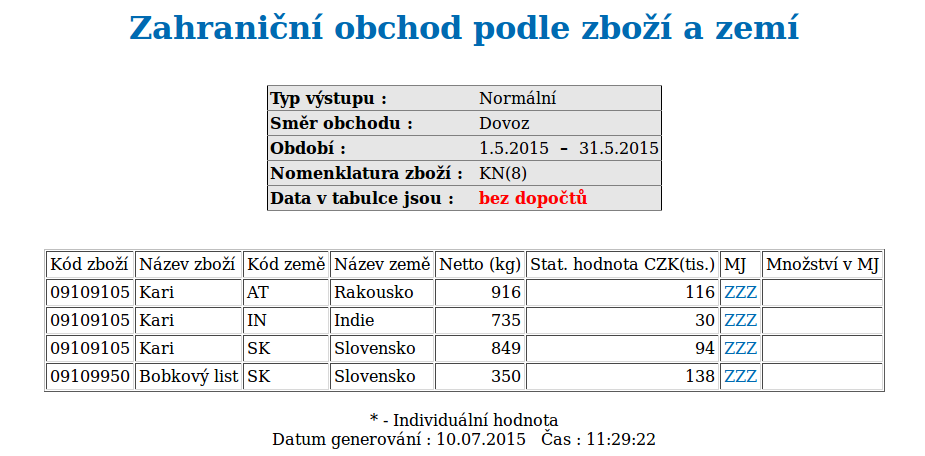 Zahraniční obchod podle zboží a zemí
Typ výstupu : Normální
Směr obchodu : Dovoz
Období : 1.5.2015 – 31.5.2015
Nomenklatura zboží : KN(8)
Data v tabulce jsou : bez dopočtů
Kód zboží Název zboží Kód země Název země Netto (kg) Stat. hodnota CZK(tis.) MJ Množství v MJ
09109105 Kari AT Rakousko 916 116 ZZZ
09109105 Kari IN Indie 735 30 ZZZ
09109105 Kari SK Slovensko 849 94 ZZZ
09109950 Bobkový list SK Slovensko 350 138 ZZZ
* - Individuální hodnota
Datum generování : 10.07.2015 Čas : 11:29:22